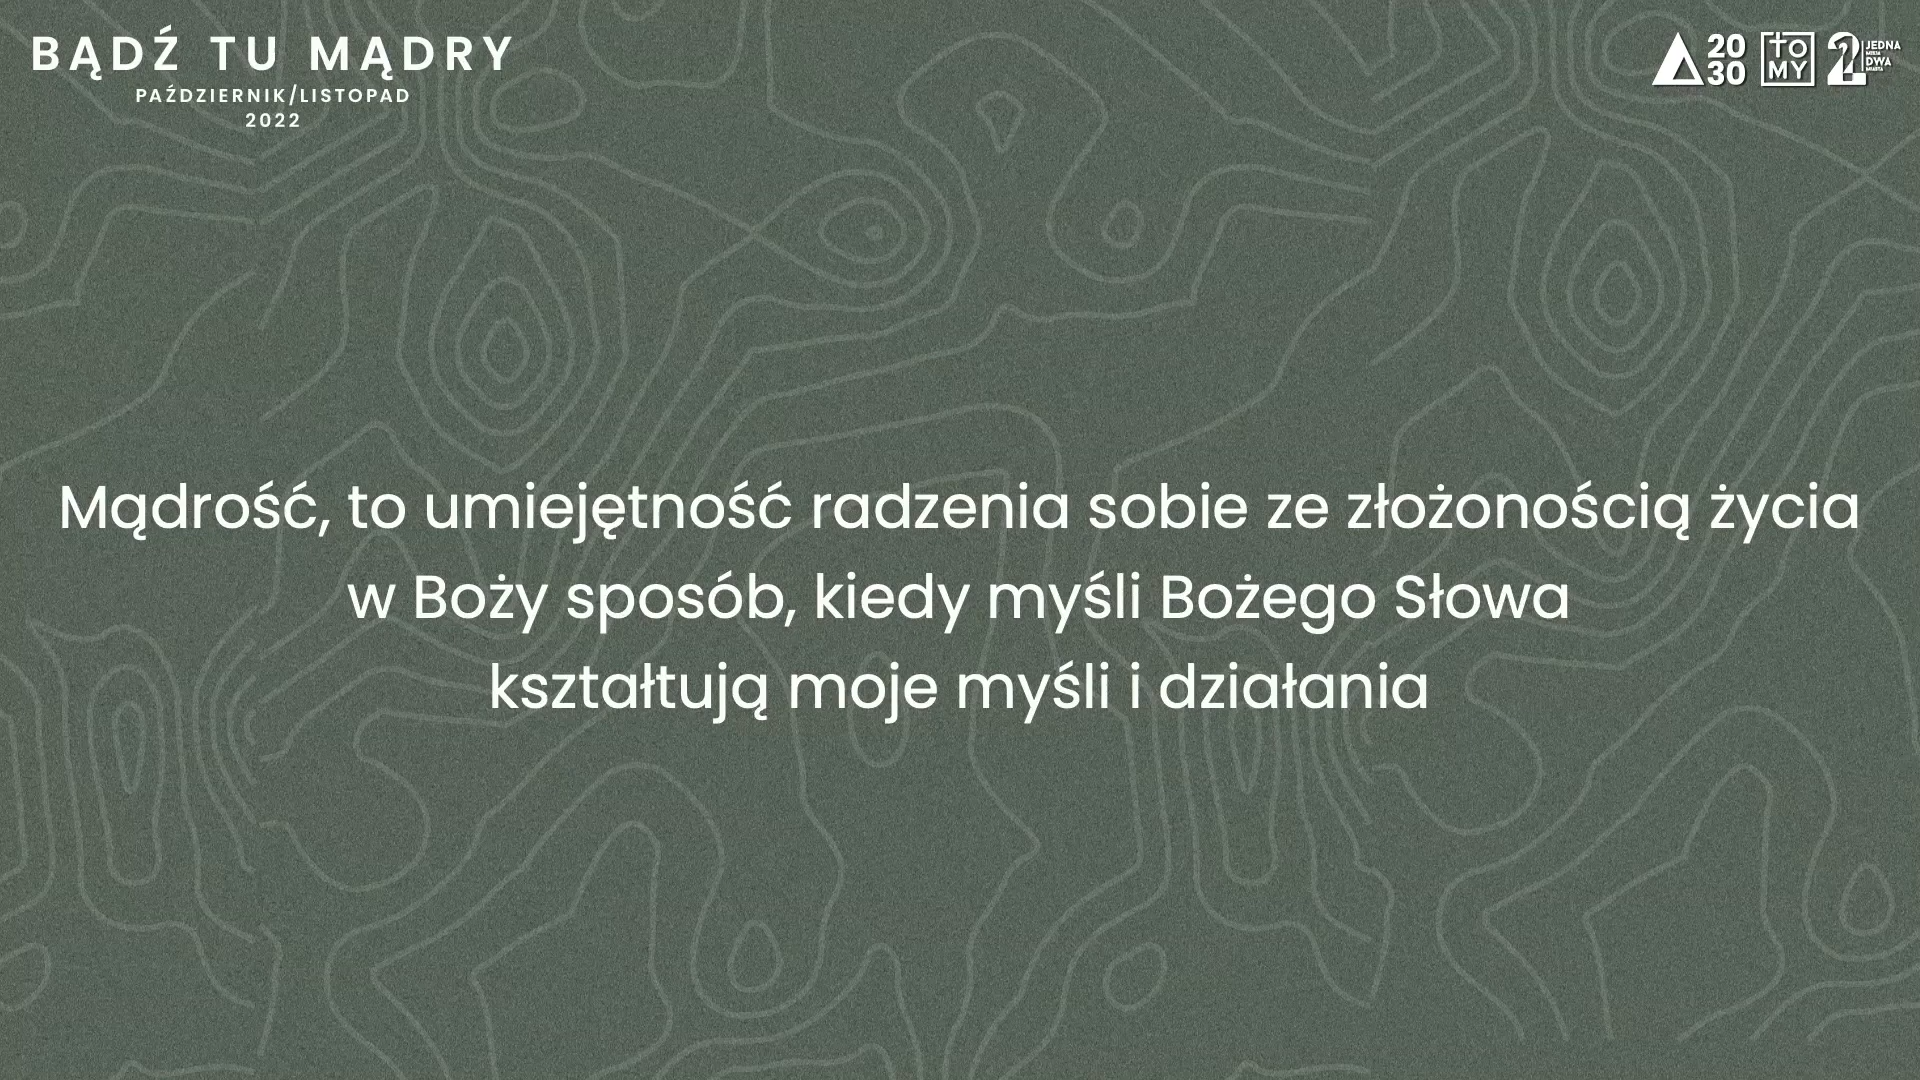 BĄDŹ TU MĄDRY
PAŹDZIERNIK/LISTOPAD
2022
20
30
TO
MY
2
JEDNA
DWA
Mądrość, to umiejętność radzenia sobie ze złożonością życia
w Boży sposób, kiedy myśli Bożego Słowa
kształtują moje myśli i działania